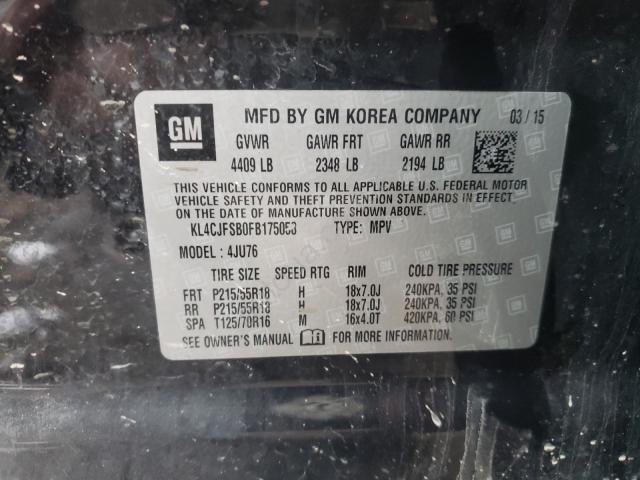 GM MFD BY GM KOREA COMPANY 03 / 15
GVWR GAWR FRT GAWR RR
4409 LB 2348 LB 2194 LB
THIS VEHICLE CONFORMS TO ALL APPLICABLE U.S. FEDERAL MOTOR
VEHICLE SAFETY AND THEFT PREVENTION STANDARDS IN EFFECT
ON THE DATE OF MANUFACTURE SHOWN ABOVE.
KL4CJFSB0FB175053 TYPE: MPV
MODEL : 4JU76
TIRE SIZE SPEED RTG RIM COLD TIRE PRESSURE
FRT P215/55R18 H 18x7.0J 240KPA, 35 PSI
RR P215/55R18 H 18x7.0J 240KPA, 35 PSI
SPA T125/70R16 M 16x4.0T 420KPA, 60 PSI
SEE OWNER'S MANUAL FOR MORE INFORMATION